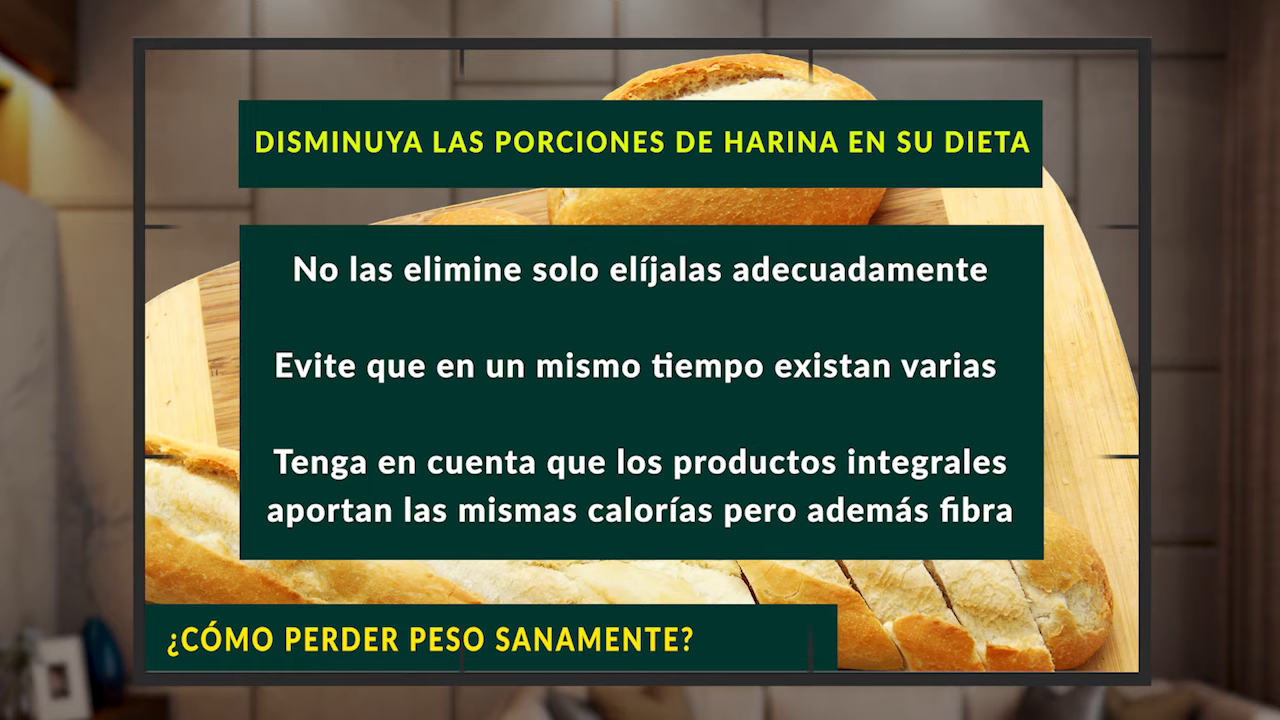 DISMINUYA LAS PORCIONES DE HARINA EN SU DIETA
No las elimine solo elíjalas adecuadamente
Evite que en un mismo tiempo existan varias
Tenga en cuenta que los productos integrales
aportan las mismas calorías pero además fibra
¿CÓMO PERDER PESO SANAMENTE?